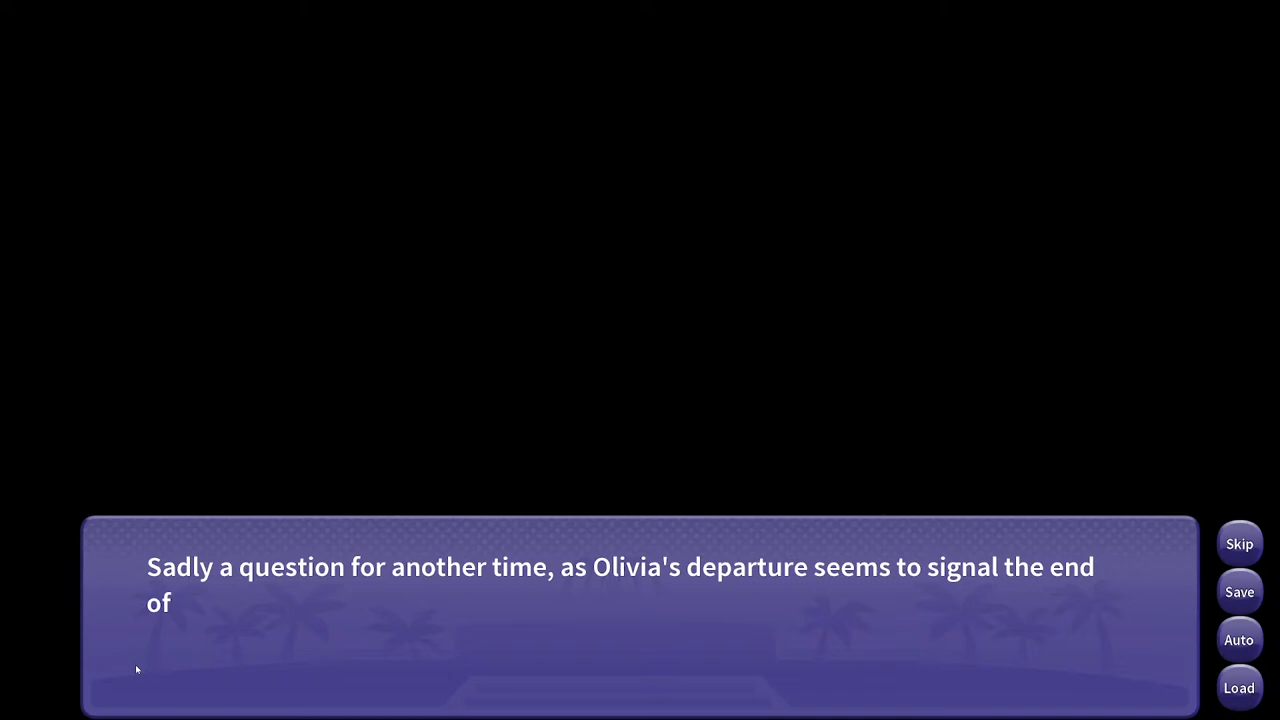 Sadly a question for another time, as Olivia's departure seems to signal the end
of
Skip
Save
Auto
Load